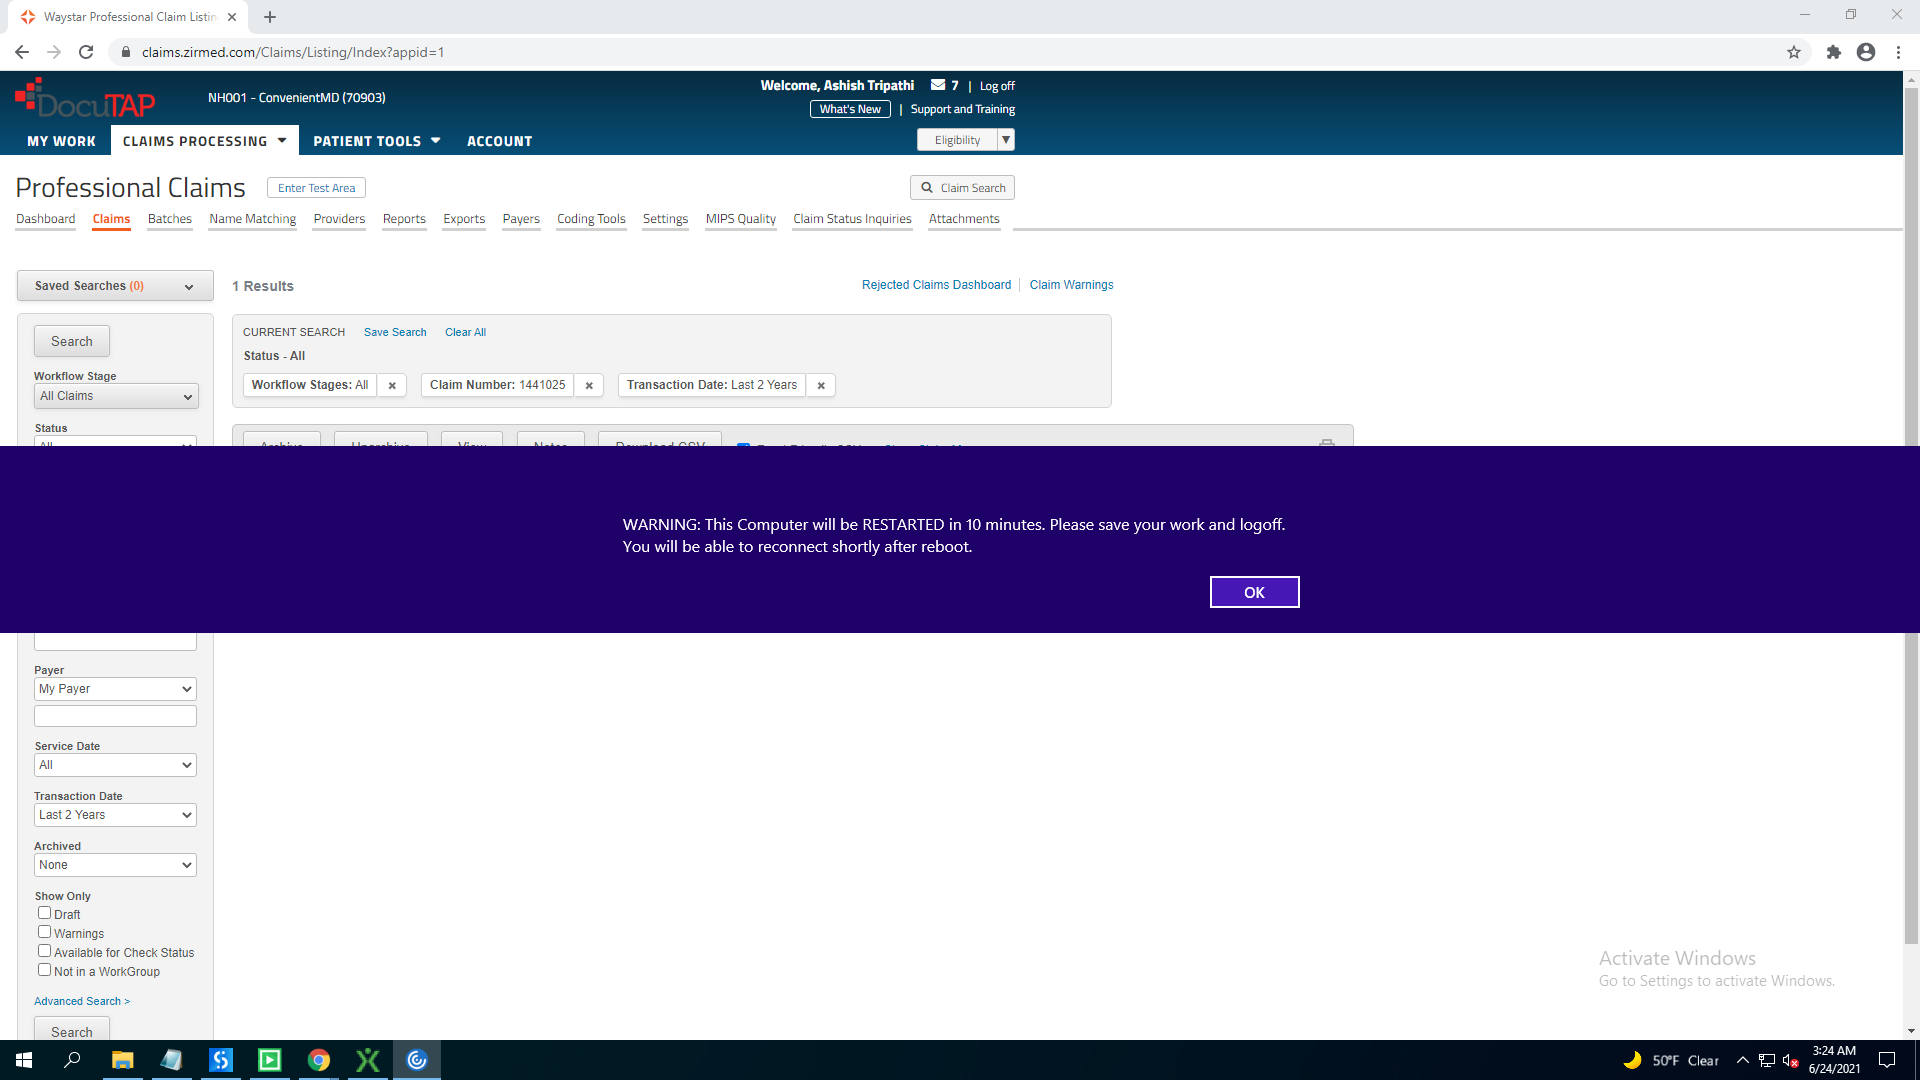 Waystar Professional Claim Listin
claims.zirmed.com/Claims/Listing/Index?appid=1
DocuTAP
NH001 - ConvenientMD (70903)
Welcome, Ashish Tripathi 7 | Log off
What's New | Support and Training
MY WORK CLAIMS PROCESSING PATIENT TOOLS ACCOUNT
Eligibility
Professional Claims Enter Test Area
Claim Search
Dashboard Claims Batches Name Matching Providers Reports Exports Payers Coding Tools Settings MIPS Quality Claim Status Inquiries Attachments
Saved Searches (0)
1 Results
Rejected Claims Dashboard Claim Warnings
Search
CURRENT SEARCH Save Search Clear All
Status - All
Workflow Stages: All Claim Number: 1441025 Transaction Date: Last 2 Years
Workflow Stage
All Claims
Status
All
Archive Unarchive View Notes Download CSV
WARNING: This Computer will be RESTARTED in 10 minutes. Please save your work and logoff.
You will be able to reconnect shortly after reboot.
OK
Payer
My Payer
Service Date
All
Transaction Date
Last 2 Years
Archived
None
Show Only
Draft
Warnings
Available for Check Status
Not in a WorkGroup
Advanced Search >
Search
Activate Windows
Go to Settings to activate Windows.
50°F Clear
3:24 AM
6/24/2021